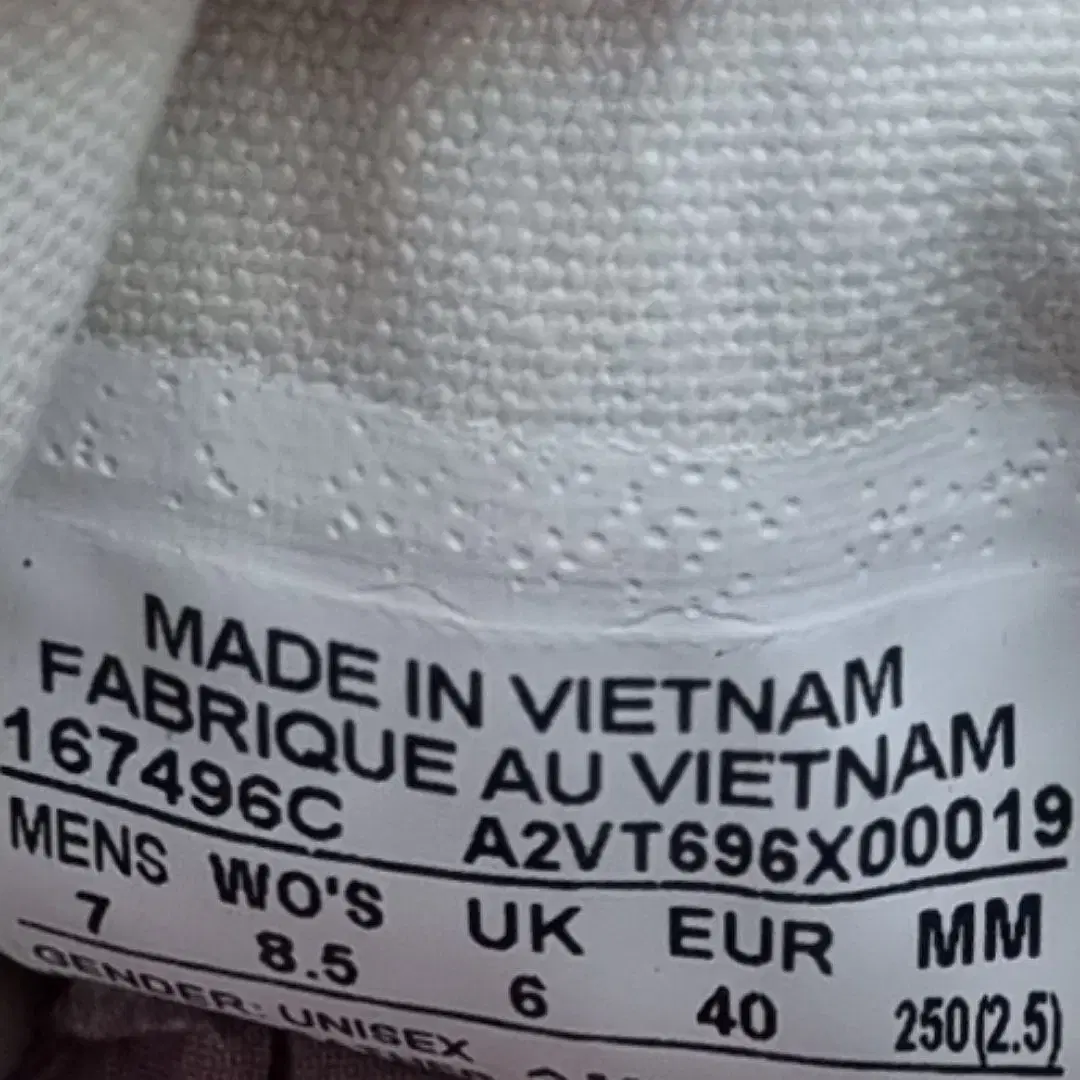 MADE IN VIETNAM
FABRIQUE AU VIETNAM
167496C A2VT696X00019
MENS WO'S UK EUR MM
7 8.5 6 40 250(2.5)
GENDER: UNISEX